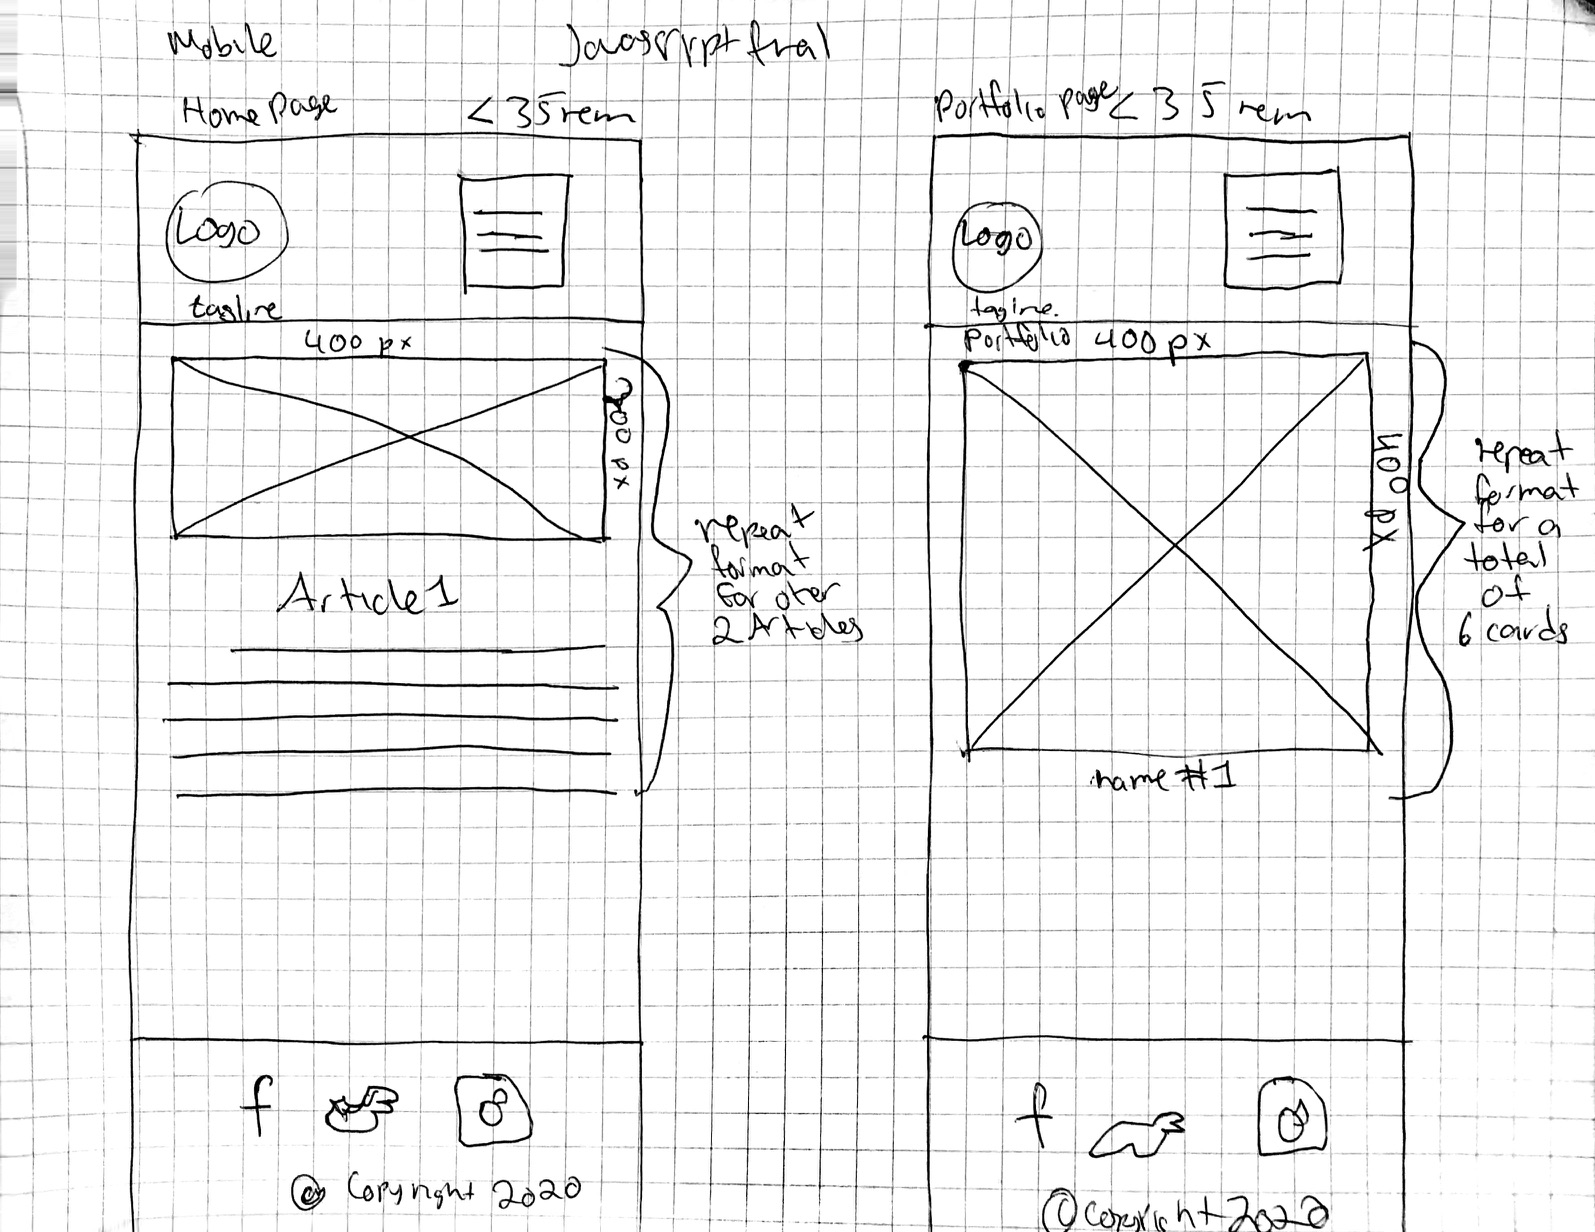 Mobile
Javascript final
Home Page < 35 rem
Logo
tagline
400 px
200 px
Article 1
repeat
format
for oter
2 Articles
f
© Copyright 2020
Portfolio page < 35 rem
Logo
tagline.
Portfolio 400 px
400 px
name #1
repeat
format
for a
total
of
6 cards
f
© Copyright 2020